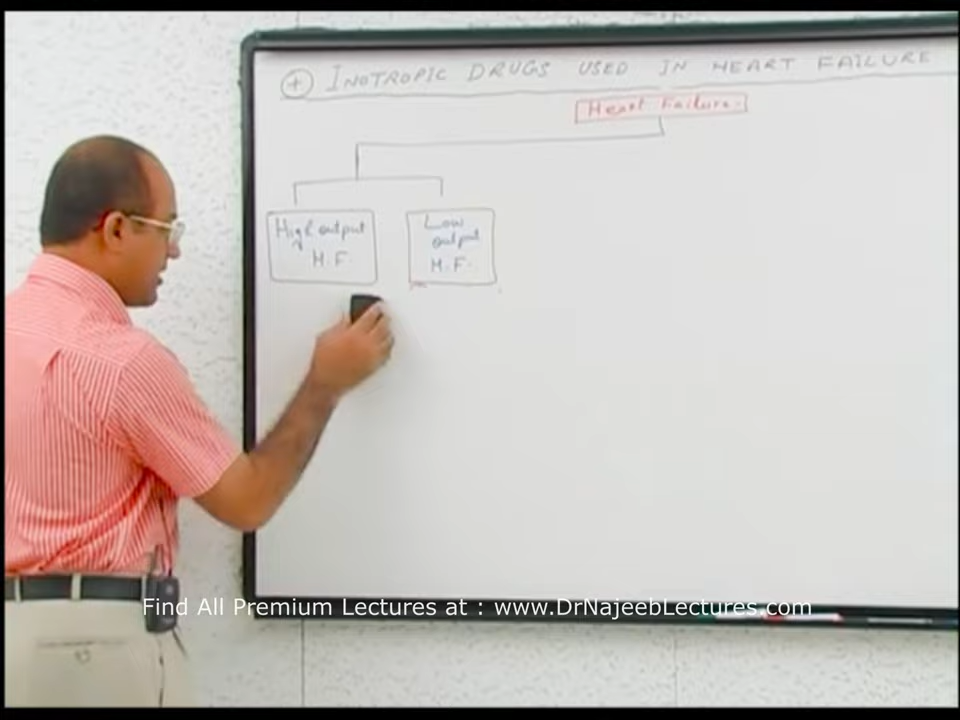 (+) INOTROPIC DRUGS USED IN HEART FAILURE
Heart Failure.
High output
H.F.
Low
output
H.F.
Find All Premium Lectures at : www.DrNajeebLectures.com